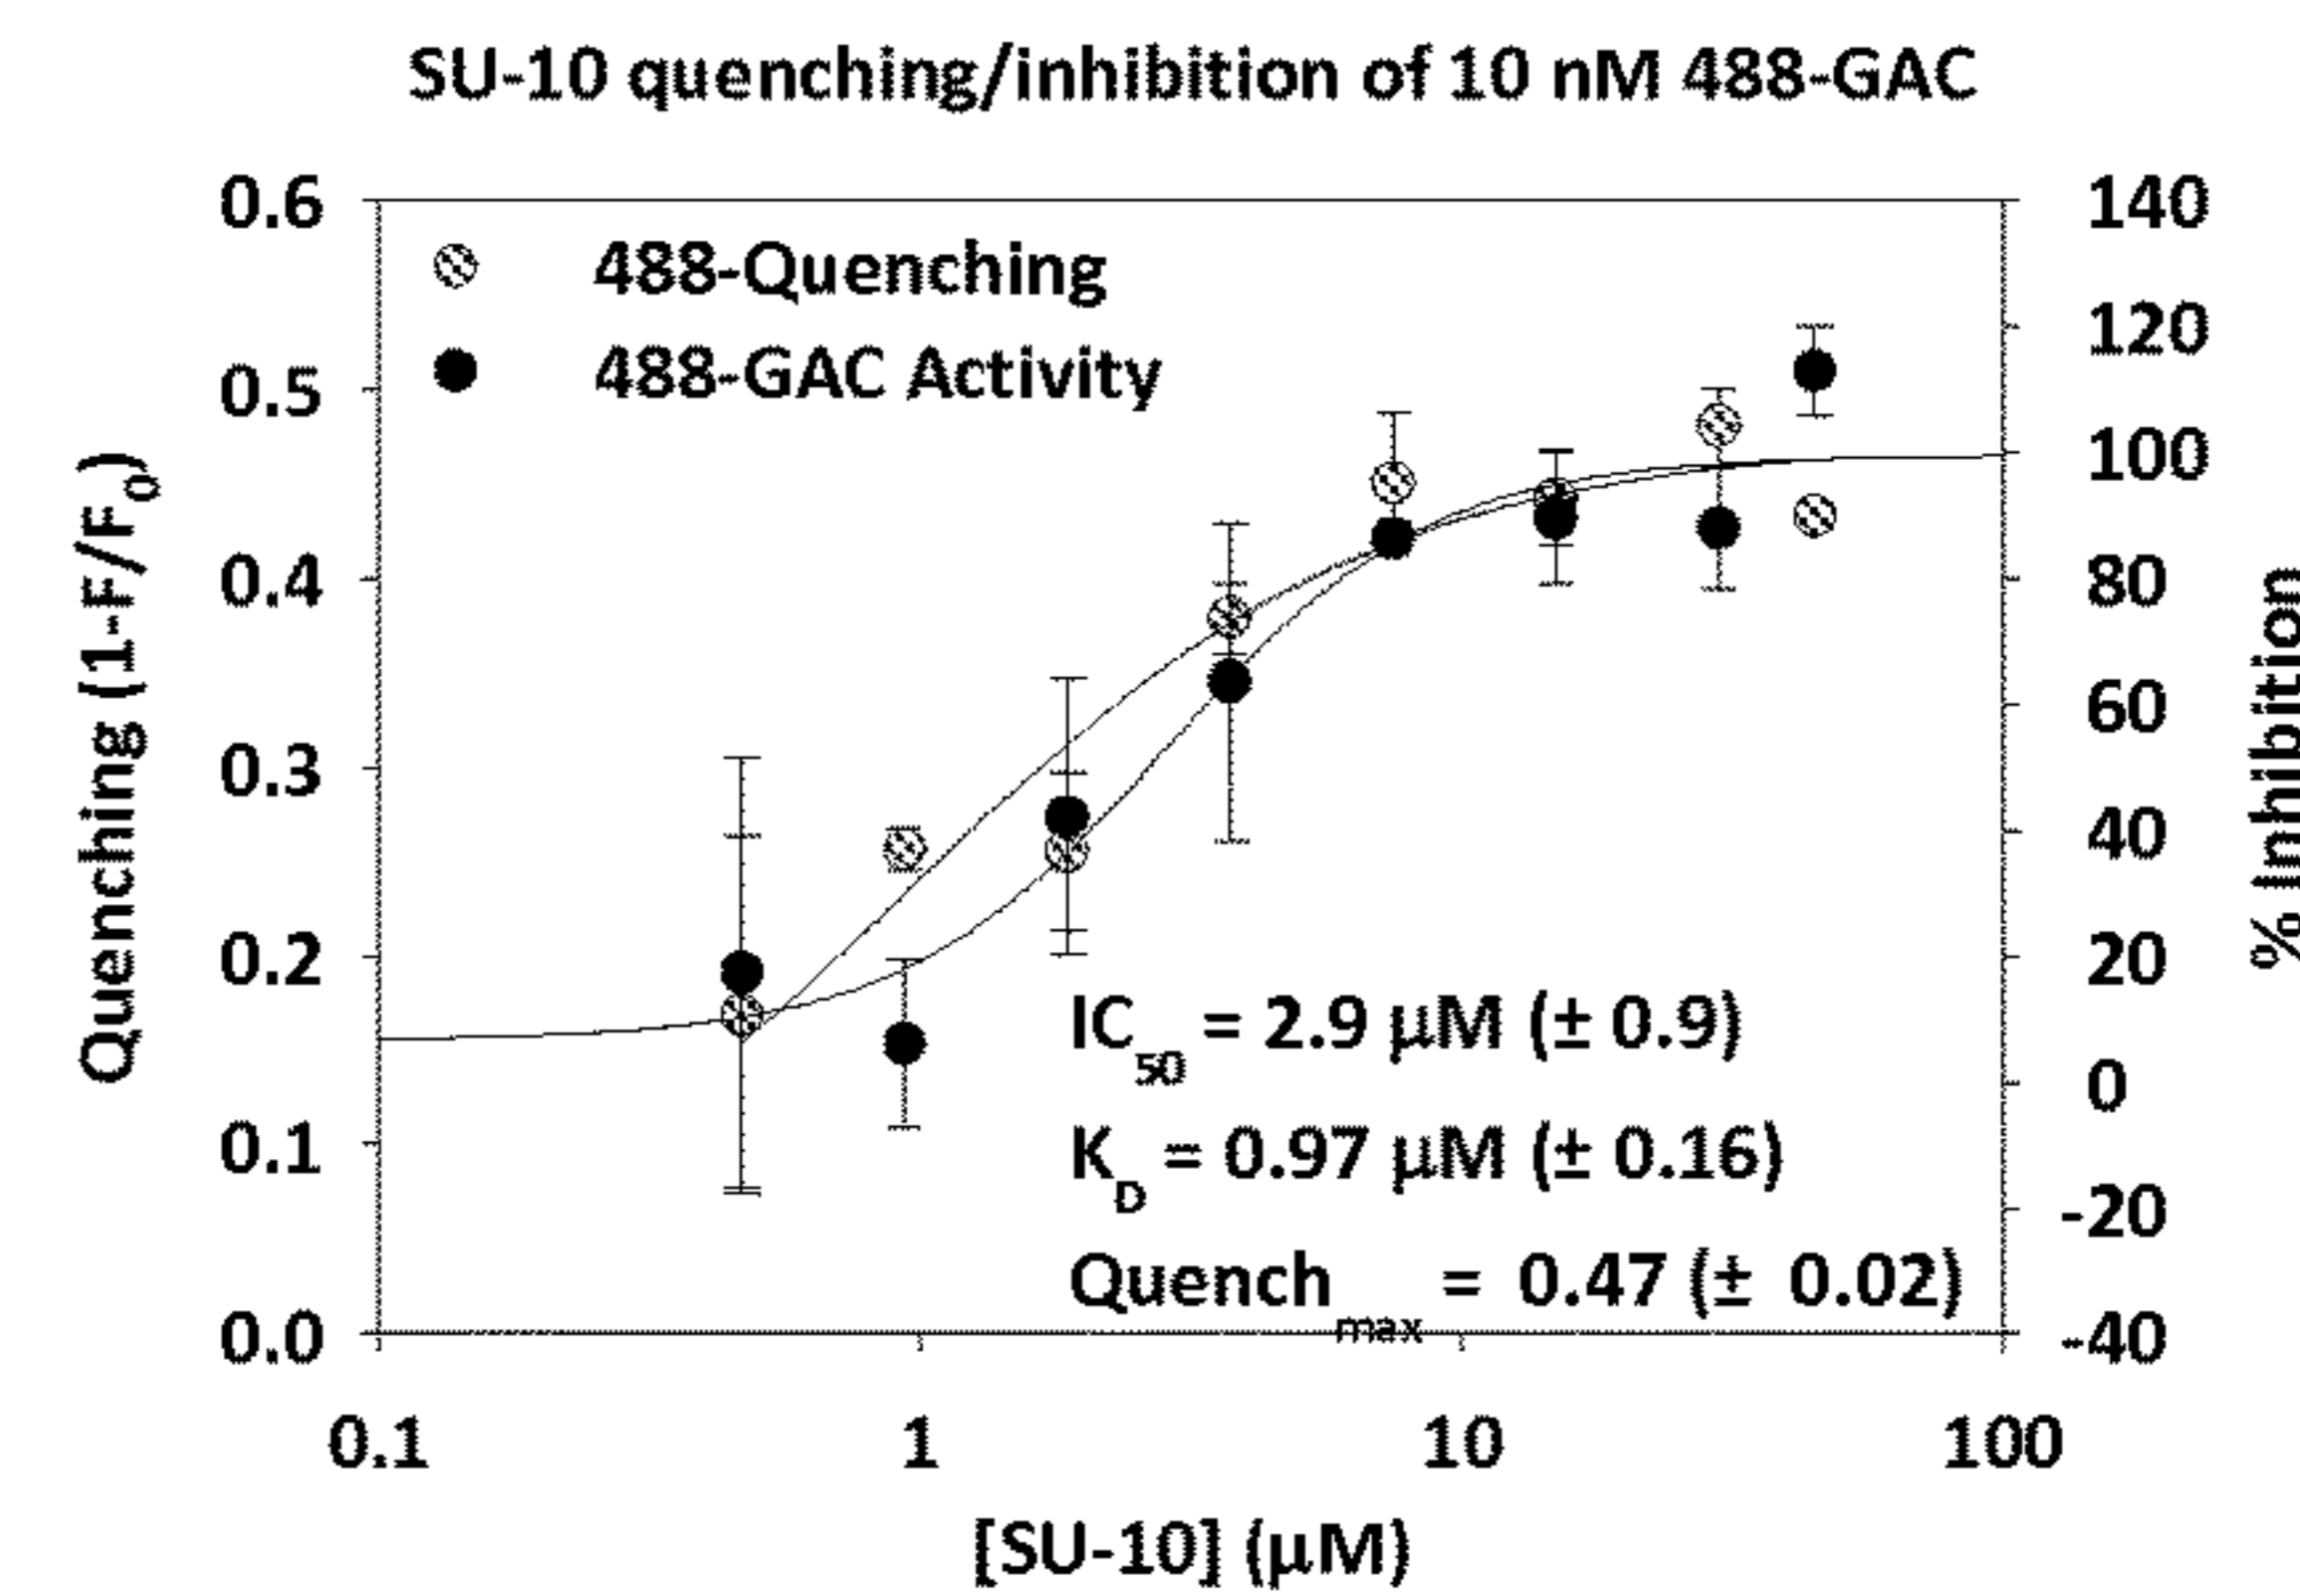 SU-10 quenching/inhibition of 10 nM 488-GAC
488-Quenching
488-GAC Activity
Quenching (1-F/F0)
0.6
0.5
0.4
0.3
0.2
0.1
0.0
140
120
100
80
60
40
20
0
-20
-40
% Inhibition
IC50 = 2.9 μM (± 0.9)
KD = 0.97 μM (± 0.16)
Quenchmax = 0.47 (± 0.02)
0.1 1 10 100
[SU-10] (μM)